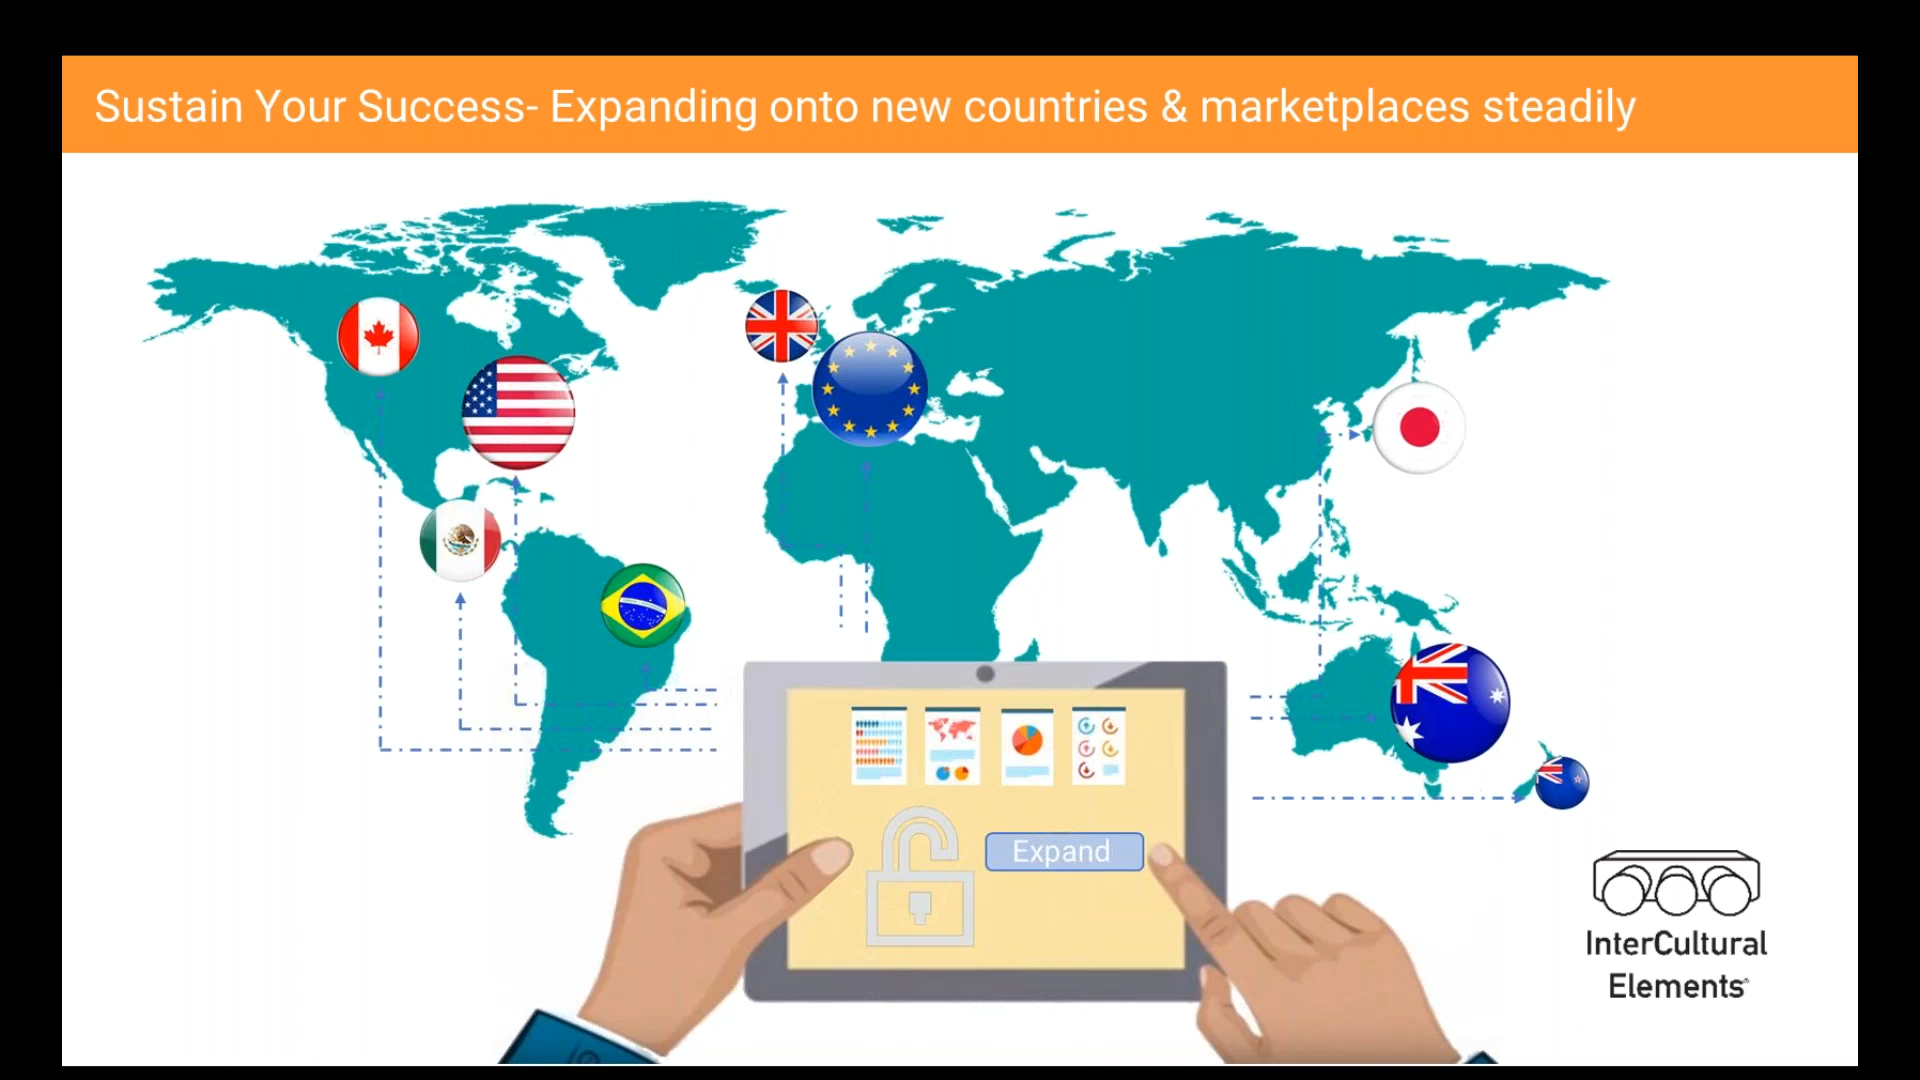 Sustain Your Success- Expanding onto new countries & marketplaces steadily
Expand
InterCultural
Elements